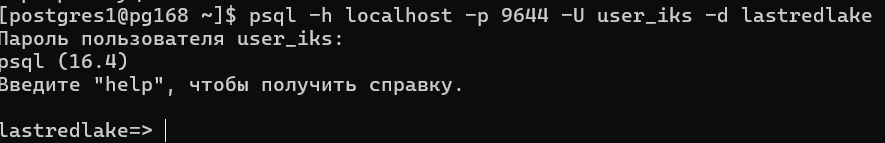 [postgres1@pg168 ~]$ psql -h localhost -p 9644 -U user_iks -d lastredlake
Пароль пользователя user_iks:
psql (16.4)
Введите "help", чтобы получить справку.
lastredlake=>